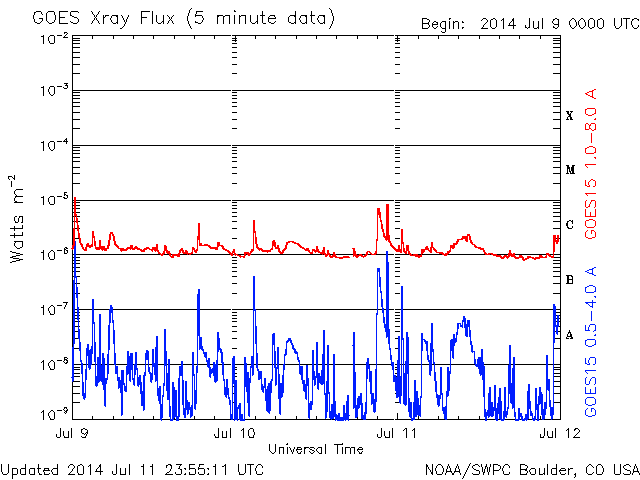 GOES Xray Flux (5 minute data)
Begin: 2014 Jul 9 0000 UTC
10⁻²
10⁻³
10⁻⁴
10⁻⁵
10⁻⁶
10⁻⁷
10⁻⁸
10⁻⁹
Watts m⁻²
X
M
C
B
A
GOES15 1.0-8.0 A
GOES15 0.5-4.0 A
Jul 9
Jul 10
Jul 11
Jul 12
Universal Time
Updated 2014 Jul 11 23:55:11 UTC
NOAA/SWPC Boulder, CO USA